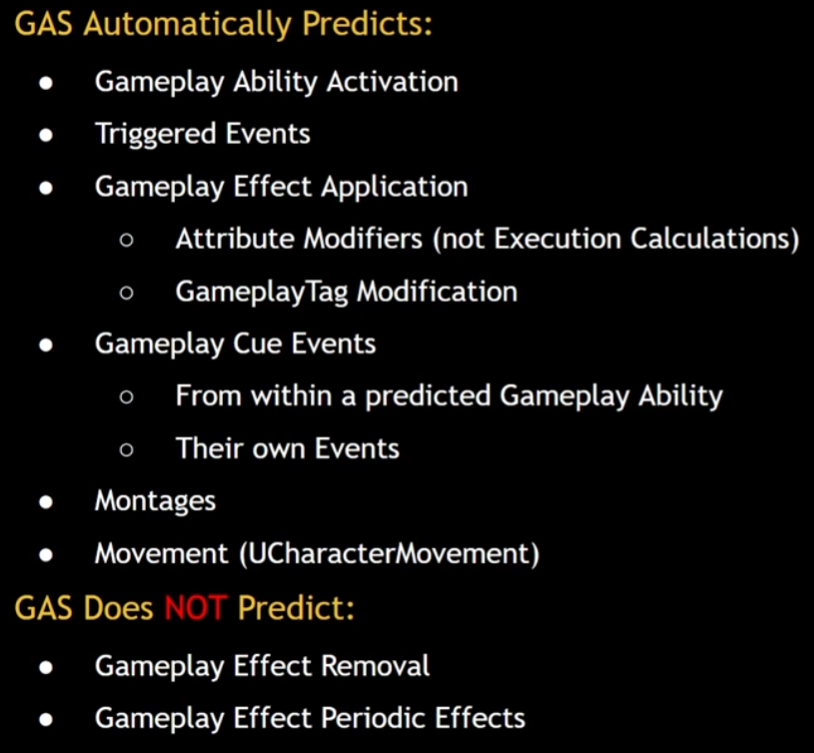 GAS Automatically Predicts:
● Gameplay Ability Activation
● Triggered Events
● Gameplay Effect Application
○ Attribute Modifiers (not Execution Calculations)
○ GameplayTag Modification
● Gameplay Cue Events
○ From within a predicted Gameplay Ability
○ Their own Events
● Montages
● Movement (UCharacterMovement)
GAS Does NOT Predict:
● Gameplay Effect Removal
● Gameplay Effect Periodic Effects